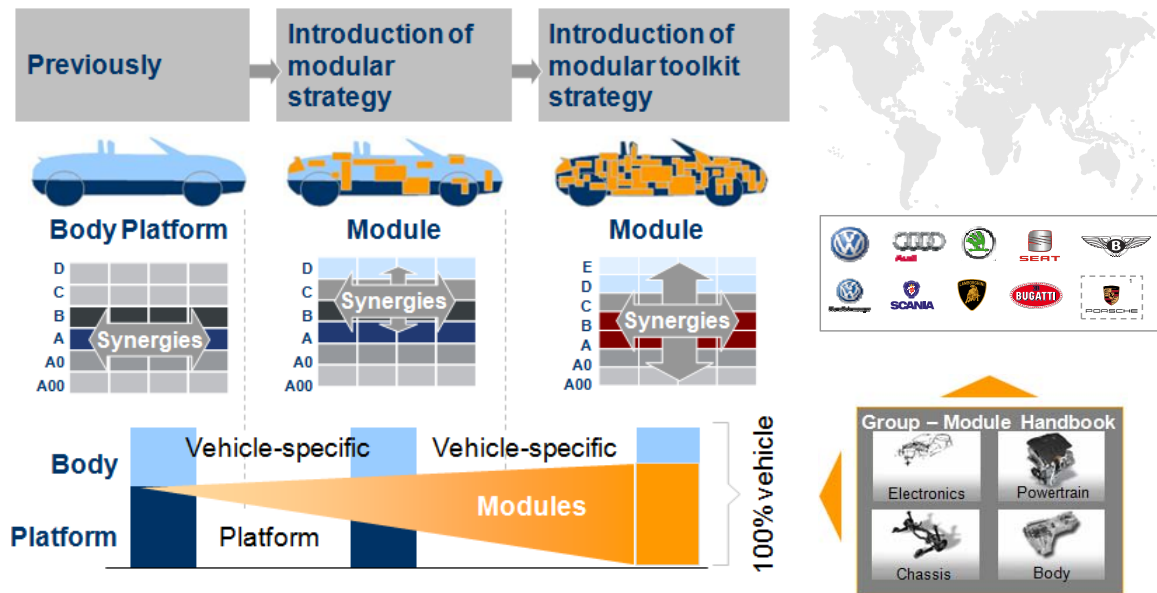 Previously
Introduction of
modular
strategy
Introduction of
modular toolkit
strategy
Body Platform
Module
Module
D
C
B
A
A0
A00
Synergies
D
C
B
A
A0
A00
Synergies
E
D
C
B
A
A0
A00
Synergies
Audi
SEAT
B
SCANIA
LAMBORGHINI
BUGATTI
PORSCHE
Body
Platform
Vehicle-specific
Vehicle-specific
Modules
Platform
100% vehicle
Group – Module Handbook
Electronics
Powertrain
Chassis
Body